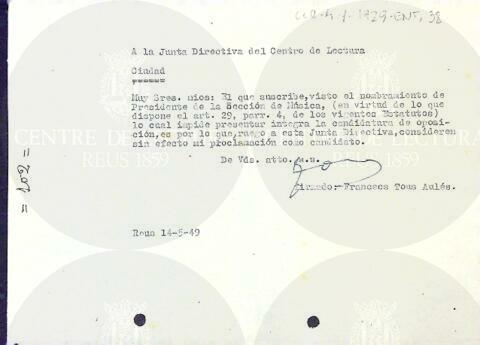 A la Junta Directiva del Centro de Lectura
Ciudad
Muy Sres. mios: El que suscribe,visto el nombramiento de
Presidente de la Sección de Música, (en virtud de lo que
dispone el art. 29, parr. 4, de los vigentes Estatutos)
lo cual impide presentar integra la candidatura de oposi-
ción,es por lo que,ruego a esta Junta Directiva,consideren
sin efecto mi proclamación como candidato.
De Vds. atto. s.s.
Firmado:-Francesc Tous Aulés.
Reus 14-5-49
= 102 =
CENTRE DE LECTURA
REUS 1859